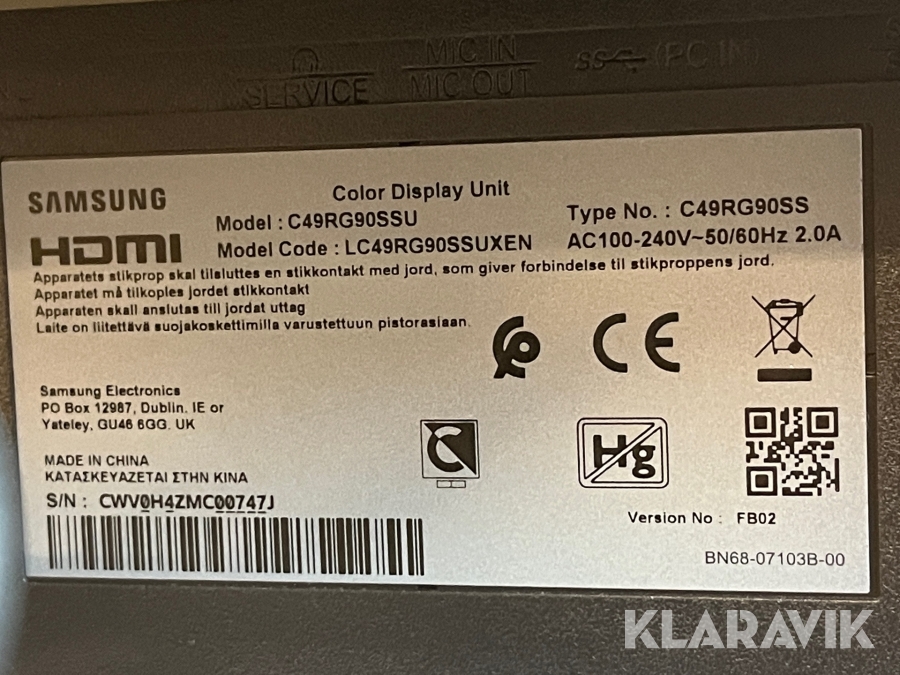 SERVICE
MIC IN
MIC OUT
(PC IN)
SAMSUNG
HDMI
Color Display Unit
Model : C49RG90SSU
Model Code : LC49RG90SSUXEN
Type No. : C49RG90SS
AC100-240V~50/60Hz 2.0A
Apparatets stikprop skal tilsluttes en stikkontakt med jord, som giver forbindelse til stikproppens jord.
Apparatet må tilkoples jordet stikkontakt
Apparaten skall anslutas till jordat uttag
Laite on liitettävä suojakoskettimilla varustettuun pistorasiaan.
CE
Samsung Electronics
PO Box 12987, Dublin. IE or
Yateley, GU46 6GG. UK
Hg
MADE IN CHINA
ΚΑΤΑΣΚΕΥΑΖΕΤΑΙ ΣΤΗΝ ΚΙΝΑ
S/N : CWV0H4ZMC00747J
Version No : FB02
BN68-07103B-00
KLARAVIK